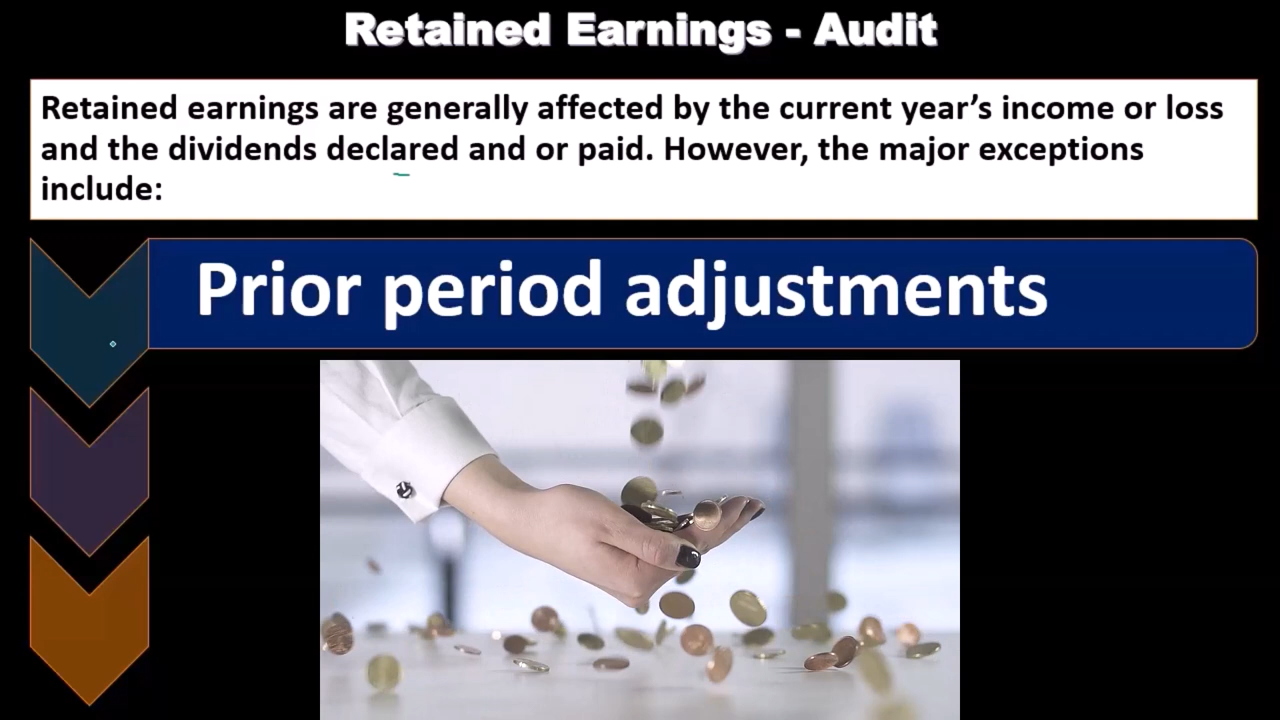 Retained Earnings - Audit
Retained earnings are generally affected by the current year’s income or loss
and the dividends declared and or paid. However, the major exceptions
include:
Prior period adjustments